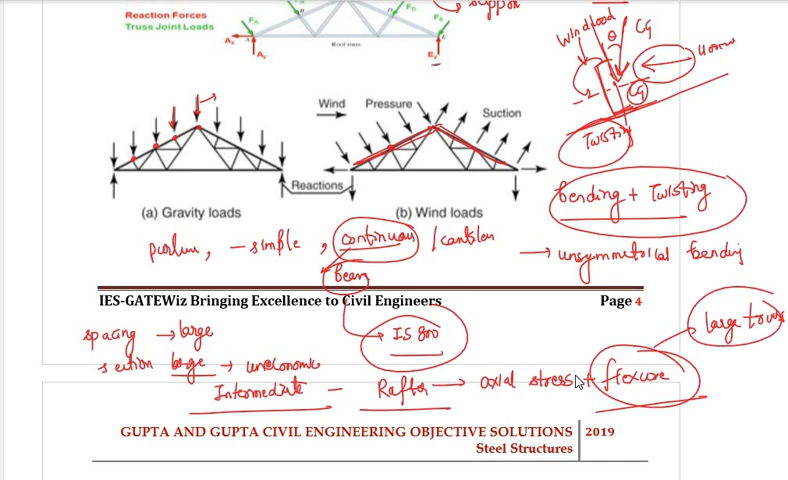 suppon
Reaction Forces
Truss Joint Loads
Roof truss
Wind load
θ
CG
CG
Twisting
Wind Pressure
Suction
Reactions
(a) Gravity loads
(b) Wind loads
bending + Twisting
purlin, - simple, continuous / cantilen
→ unsymmetrical bending
Beam
IES-GATEWiz Bringing Excellence to Civil Engineers Page 4
spacing → large
IS 800
section large → uneconomic
Intermediate - Rafter → axial stress + flexure
large
GUPTA AND GUPTA CIVIL ENGINEERING OBJECTIVE SOLUTIONS 2019
Steel Structures